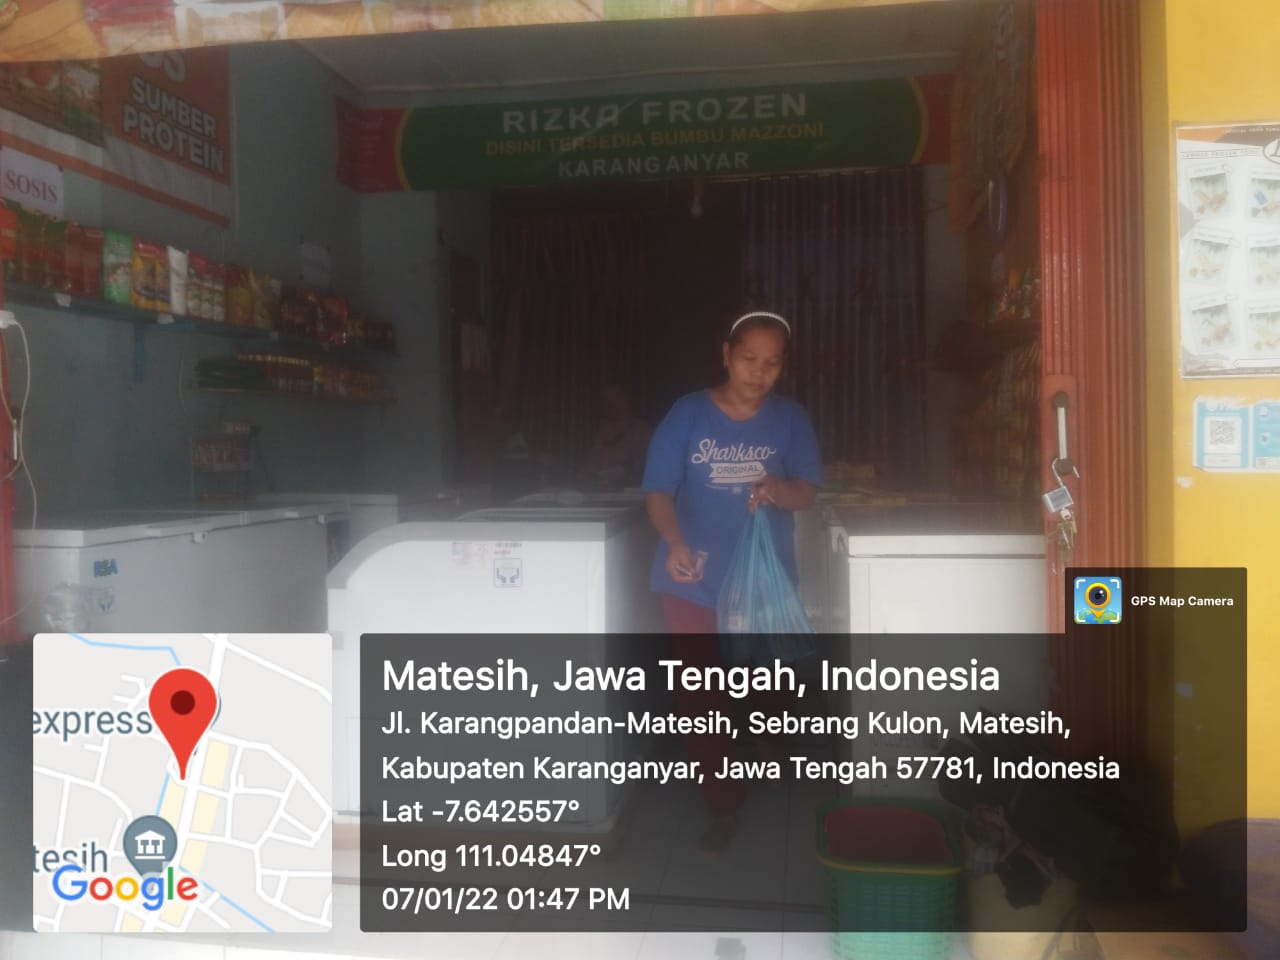 SUMBER
PROTEIN
SOSIS
RIZKA FROZEN
DISINI TERSEDIA BUMBU MAZZONI
KARANGANYAR
Sharksco
ORIGINAL
RSA
GPS Map Camera
Matesih, Jawa Tengah, Indonesia
Jl. Karangpandan-Matesih, Sebrang Kulon, Matesih,
Kabupaten Karanganyar, Jawa Tengah 57781, Indonesia
Lat -7.642557°
Long 111.04847°
07/01/22 01:47 PM
express
tesih
Google